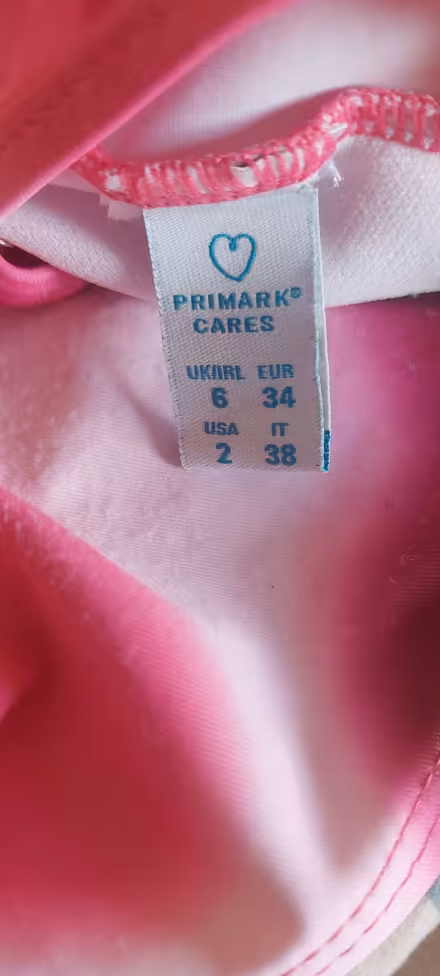 PRIMARK®
CARES
UK/IRL EUR
6 34
USA IT
2 38